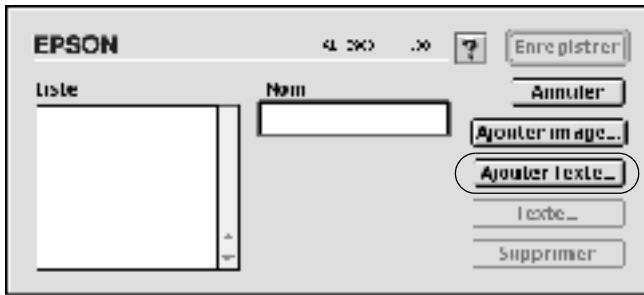 EPSON ? Enregistrer
Liste Nom Annuler
Ajouter image...
Ajouter Texte...
Texte...
Supprimer